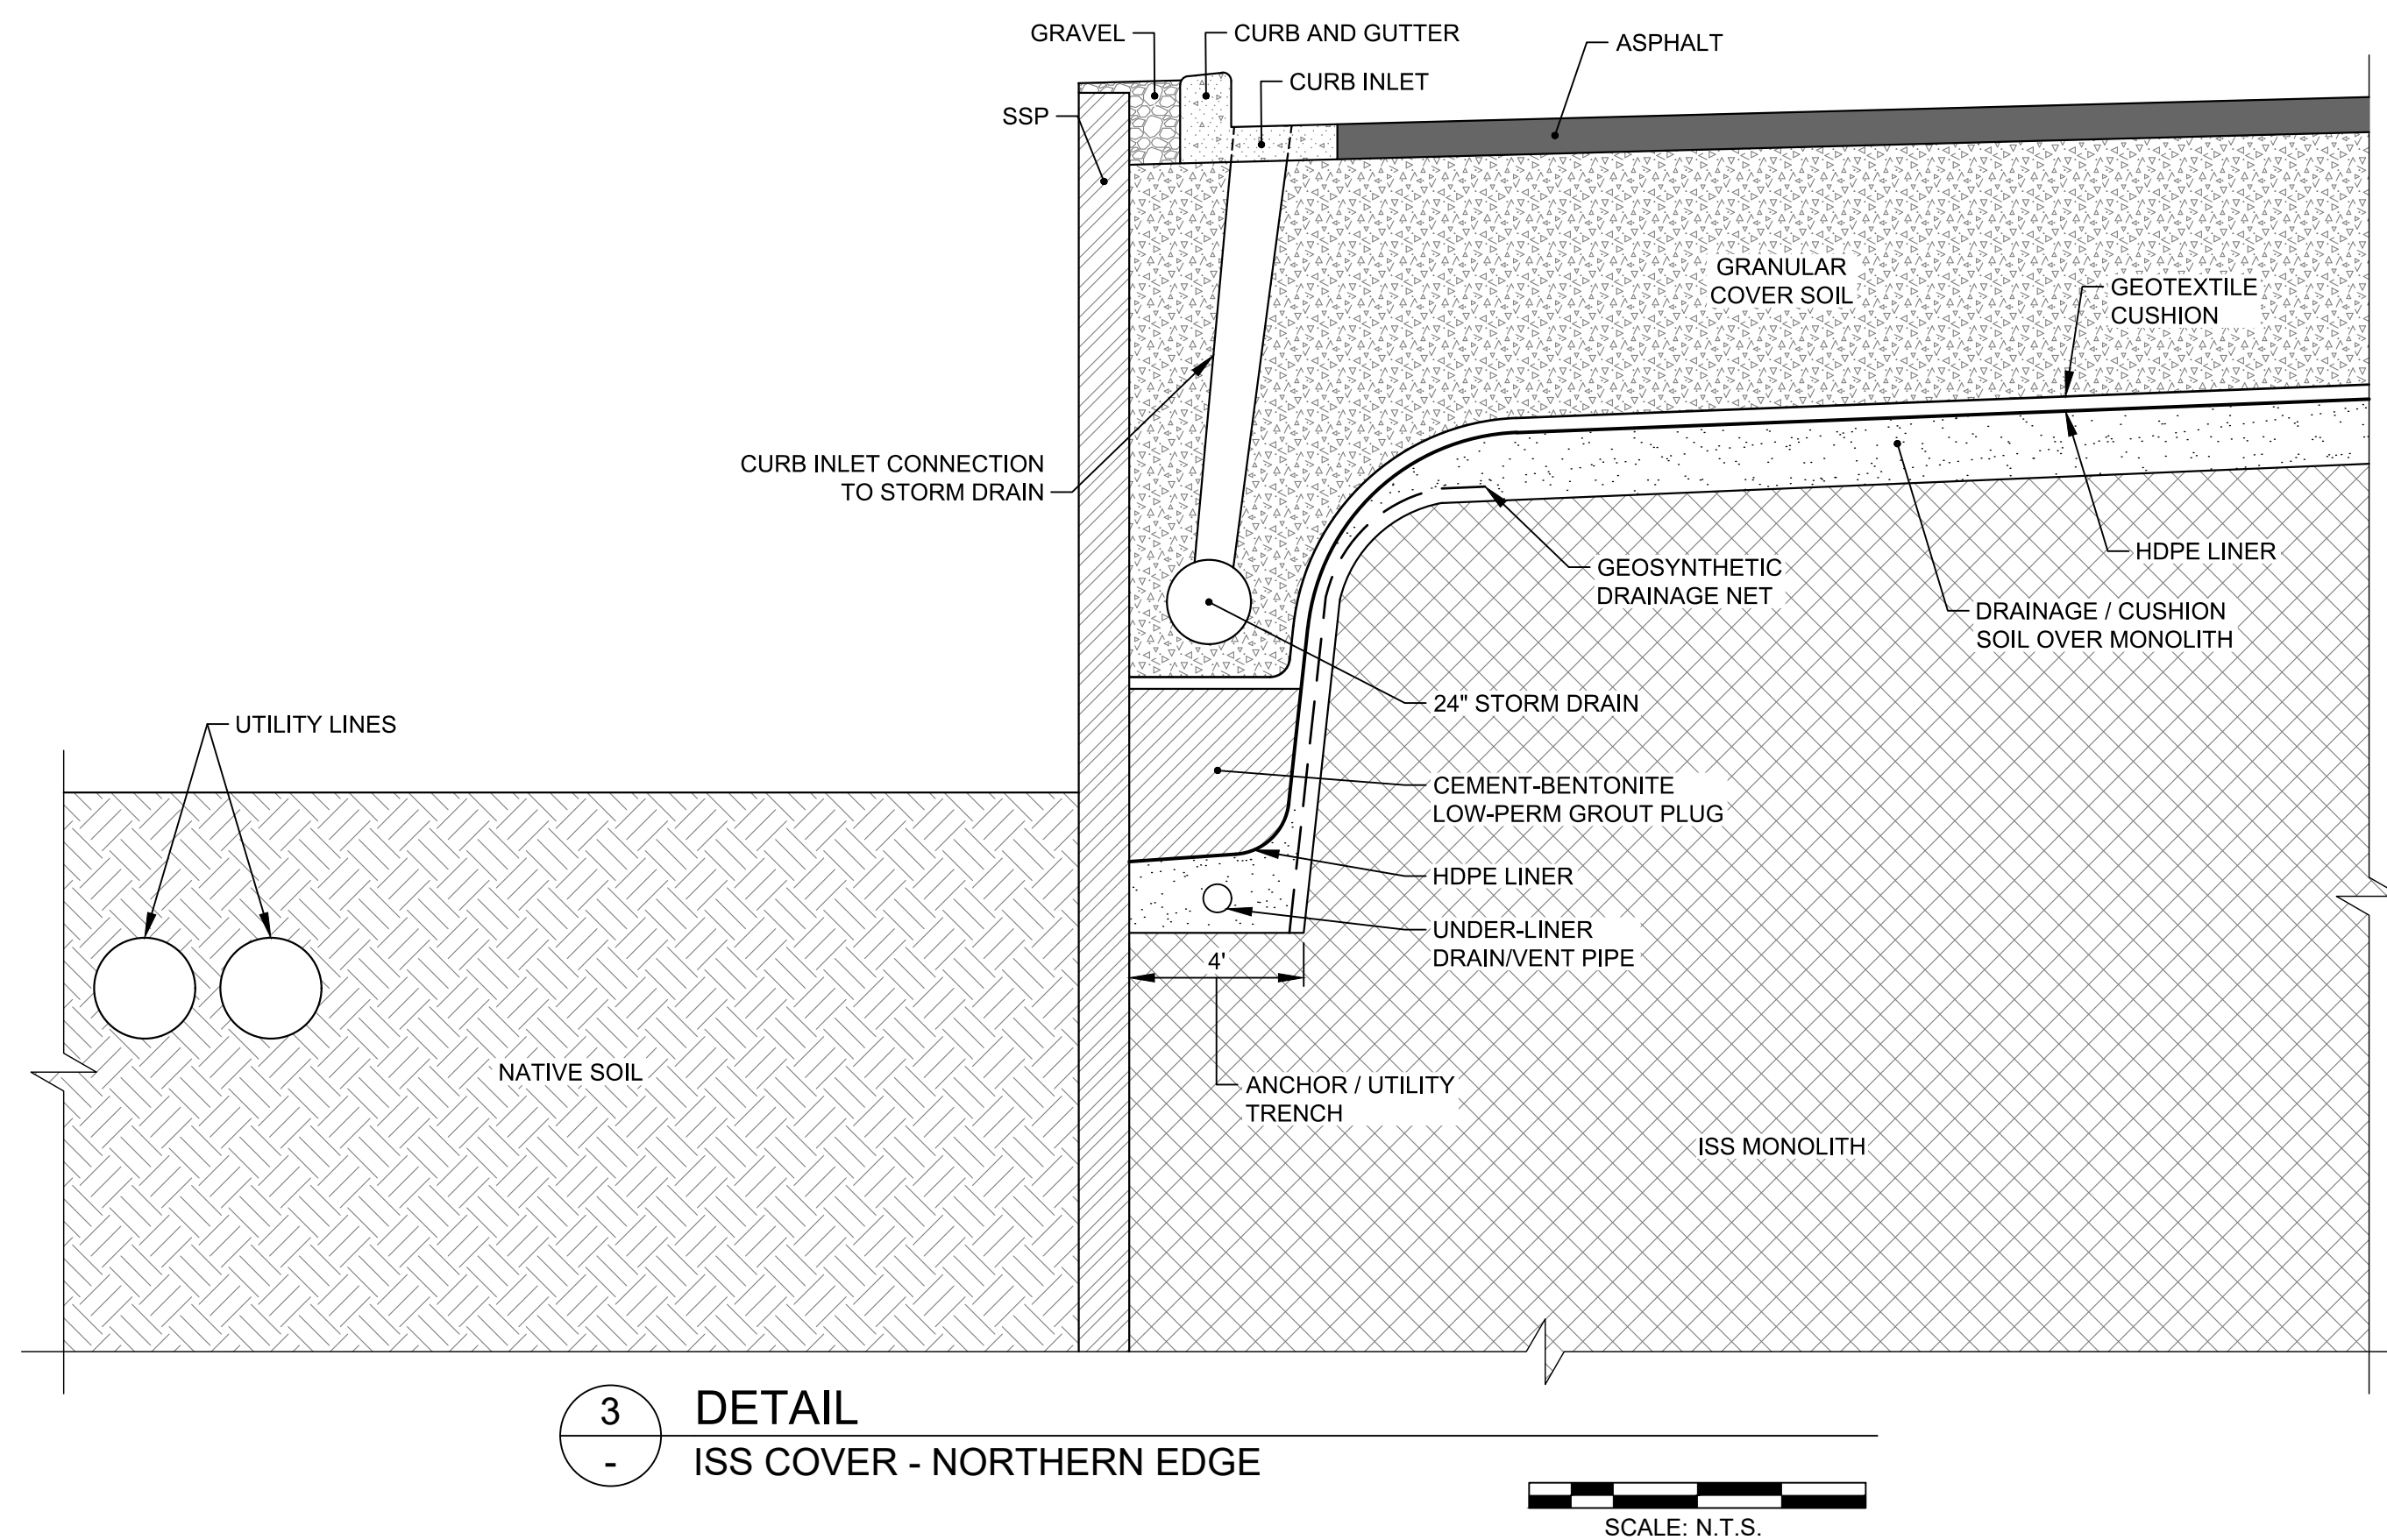 GRAVEL
CURB AND GUTTER
ASPHALT
CURB INLET
SSP
GRANULAR
COVER SOIL
GEOTEXTILE
CUSHION
CURB INLET CONNECTION
TO STORM DRAIN
HDPE LINER
GEOSYNTHETIC
DRAINAGE NET
DRAINAGE / CUSHION
SOIL OVER MONOLITH
24" STORM DRAIN
UTILITY LINES
CEMENT-BENTONITE
LOW-PERM GROUT PLUG
HDPE LINER
UNDER-LINER
DRAIN/VENT PIPE
4'
NATIVE SOIL
ANCHOR / UTILITY
TRENCH
ISS MONOLITH
3
DETAIL
-
ISS COVER - NORTHERN EDGE
SCALE: N.T.S.